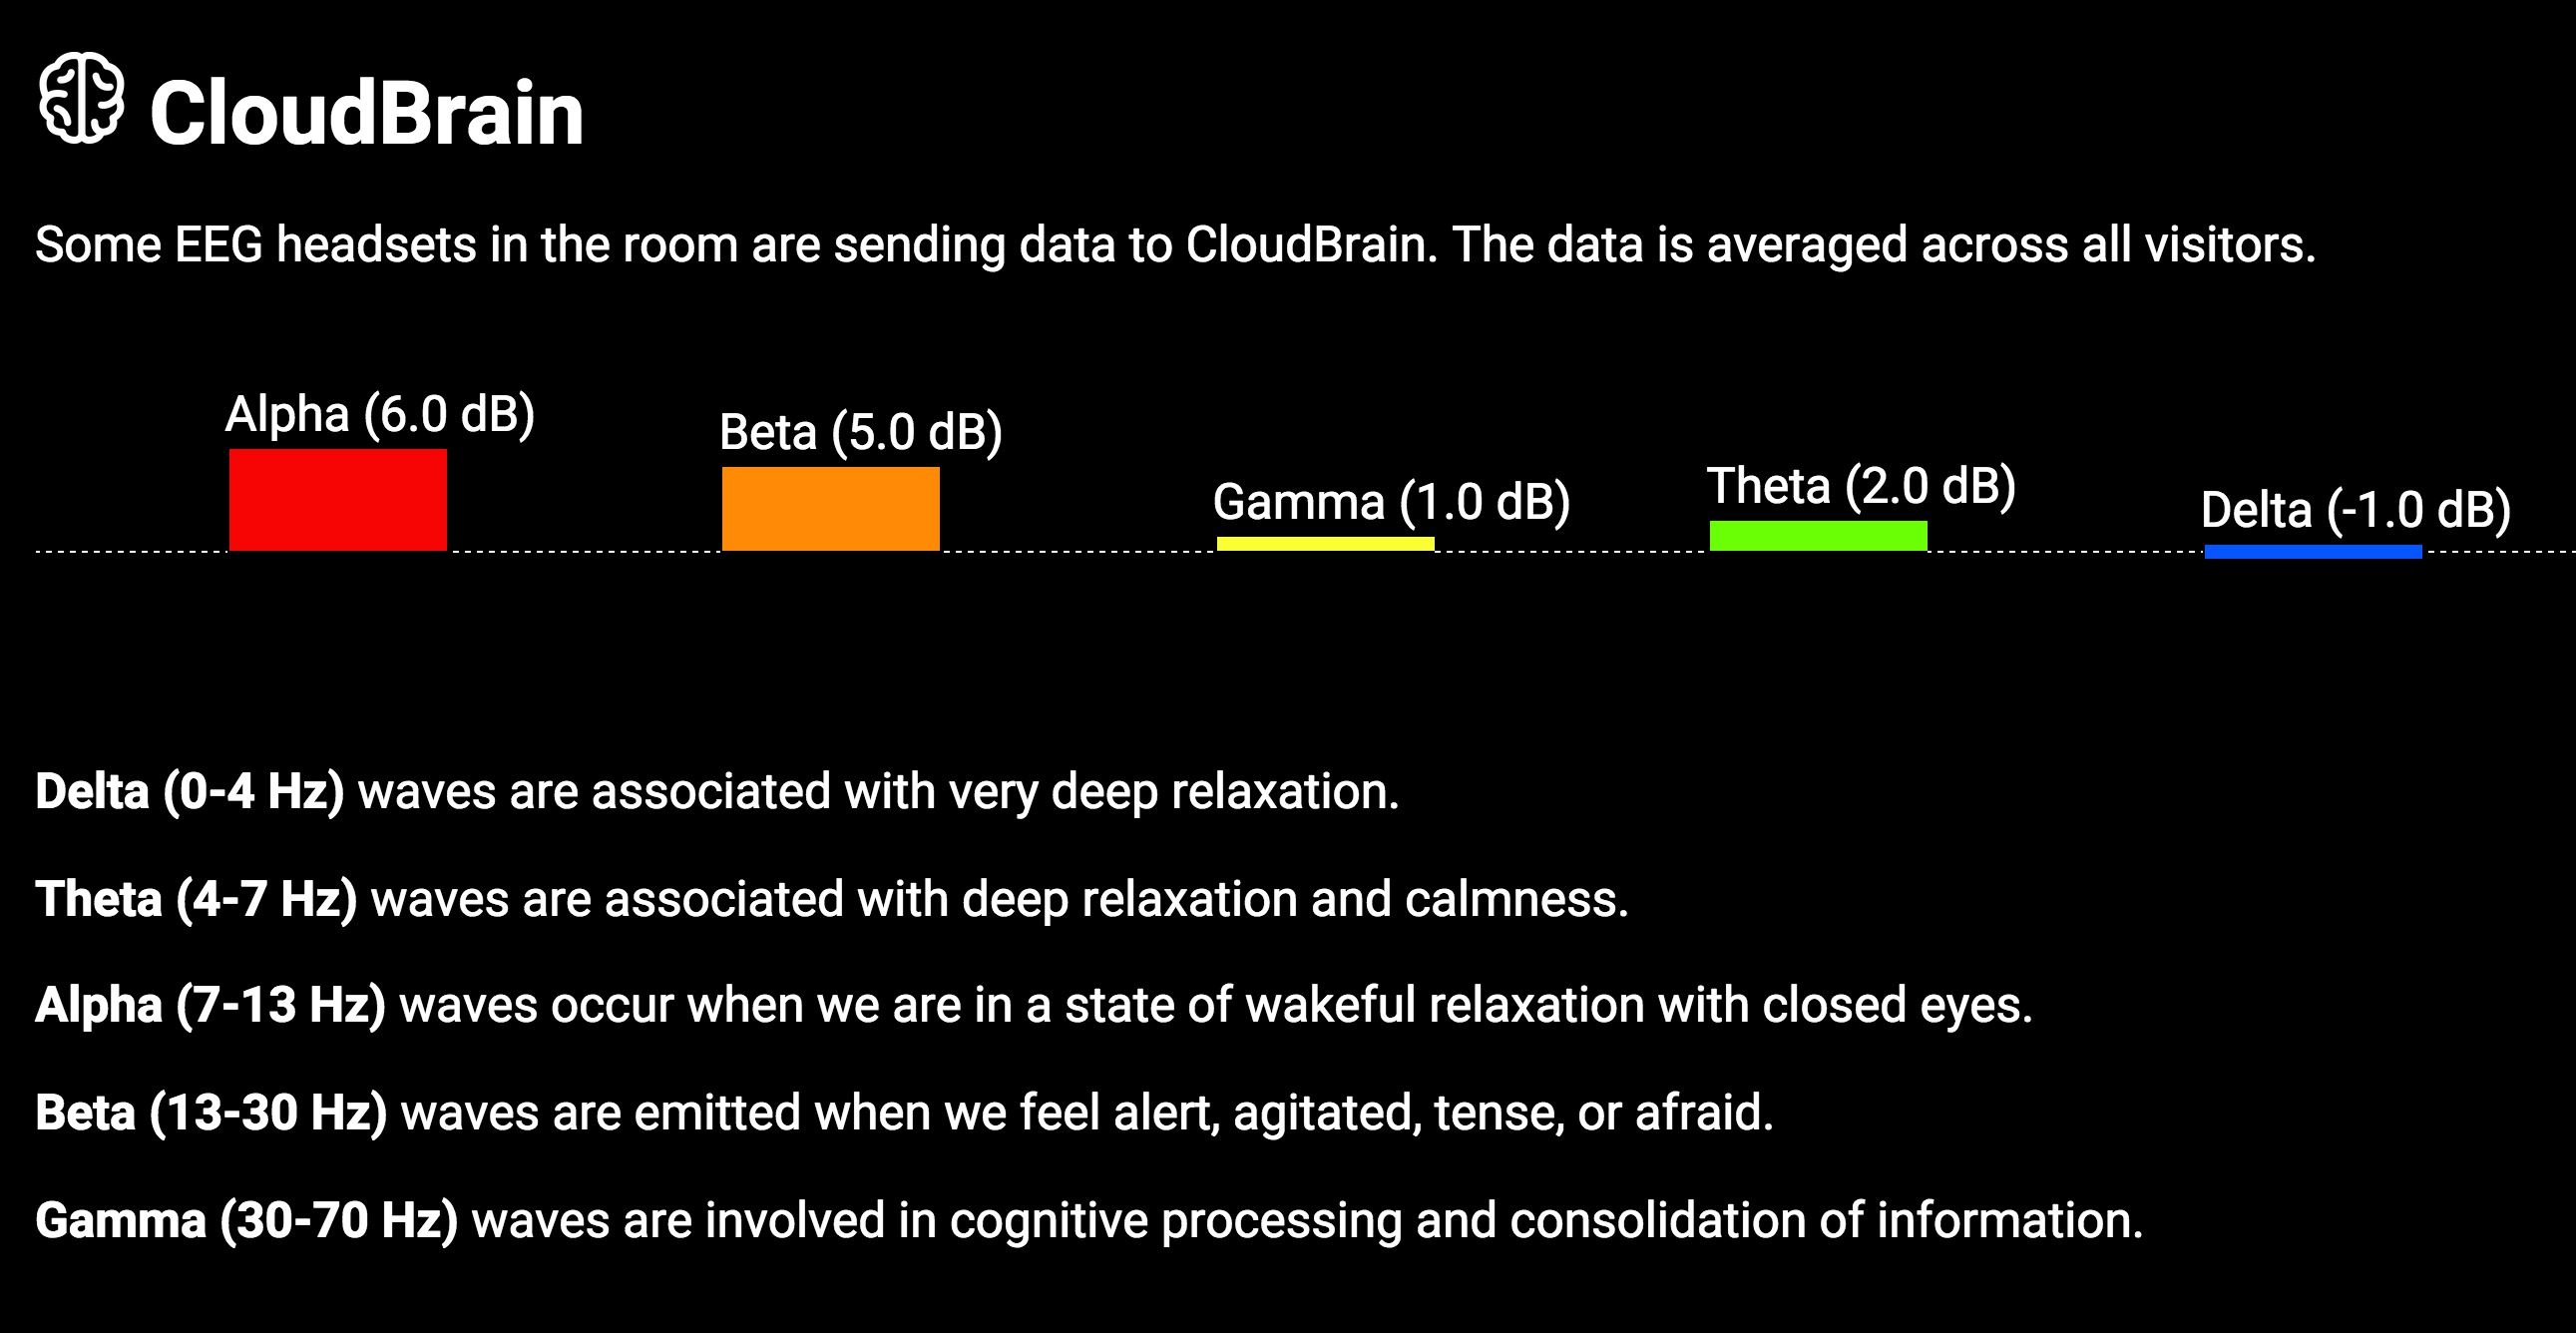 CloudBrain
Some EEG headsets in the room are sending data to CloudBrain. The data is averaged across all visitors.
Alpha (6.0 dB)
Beta (5.0 dB)
Gamma (1.0 dB)
Theta (2.0 dB)
Delta (-1.0 dB)
Delta (0-4 Hz) waves are associated with very deep relaxation.
Theta (4-7 Hz) waves are associated with deep relaxation and calmness.
Alpha (7-13 Hz) waves occur when we are in a state of wakeful relaxation with closed eyes.
Beta (13-30 Hz) waves are emitted when we feel alert, agitated, tense, or afraid.
Gamma (30-70 Hz) waves are involved in cognitive processing and consolidation of information.